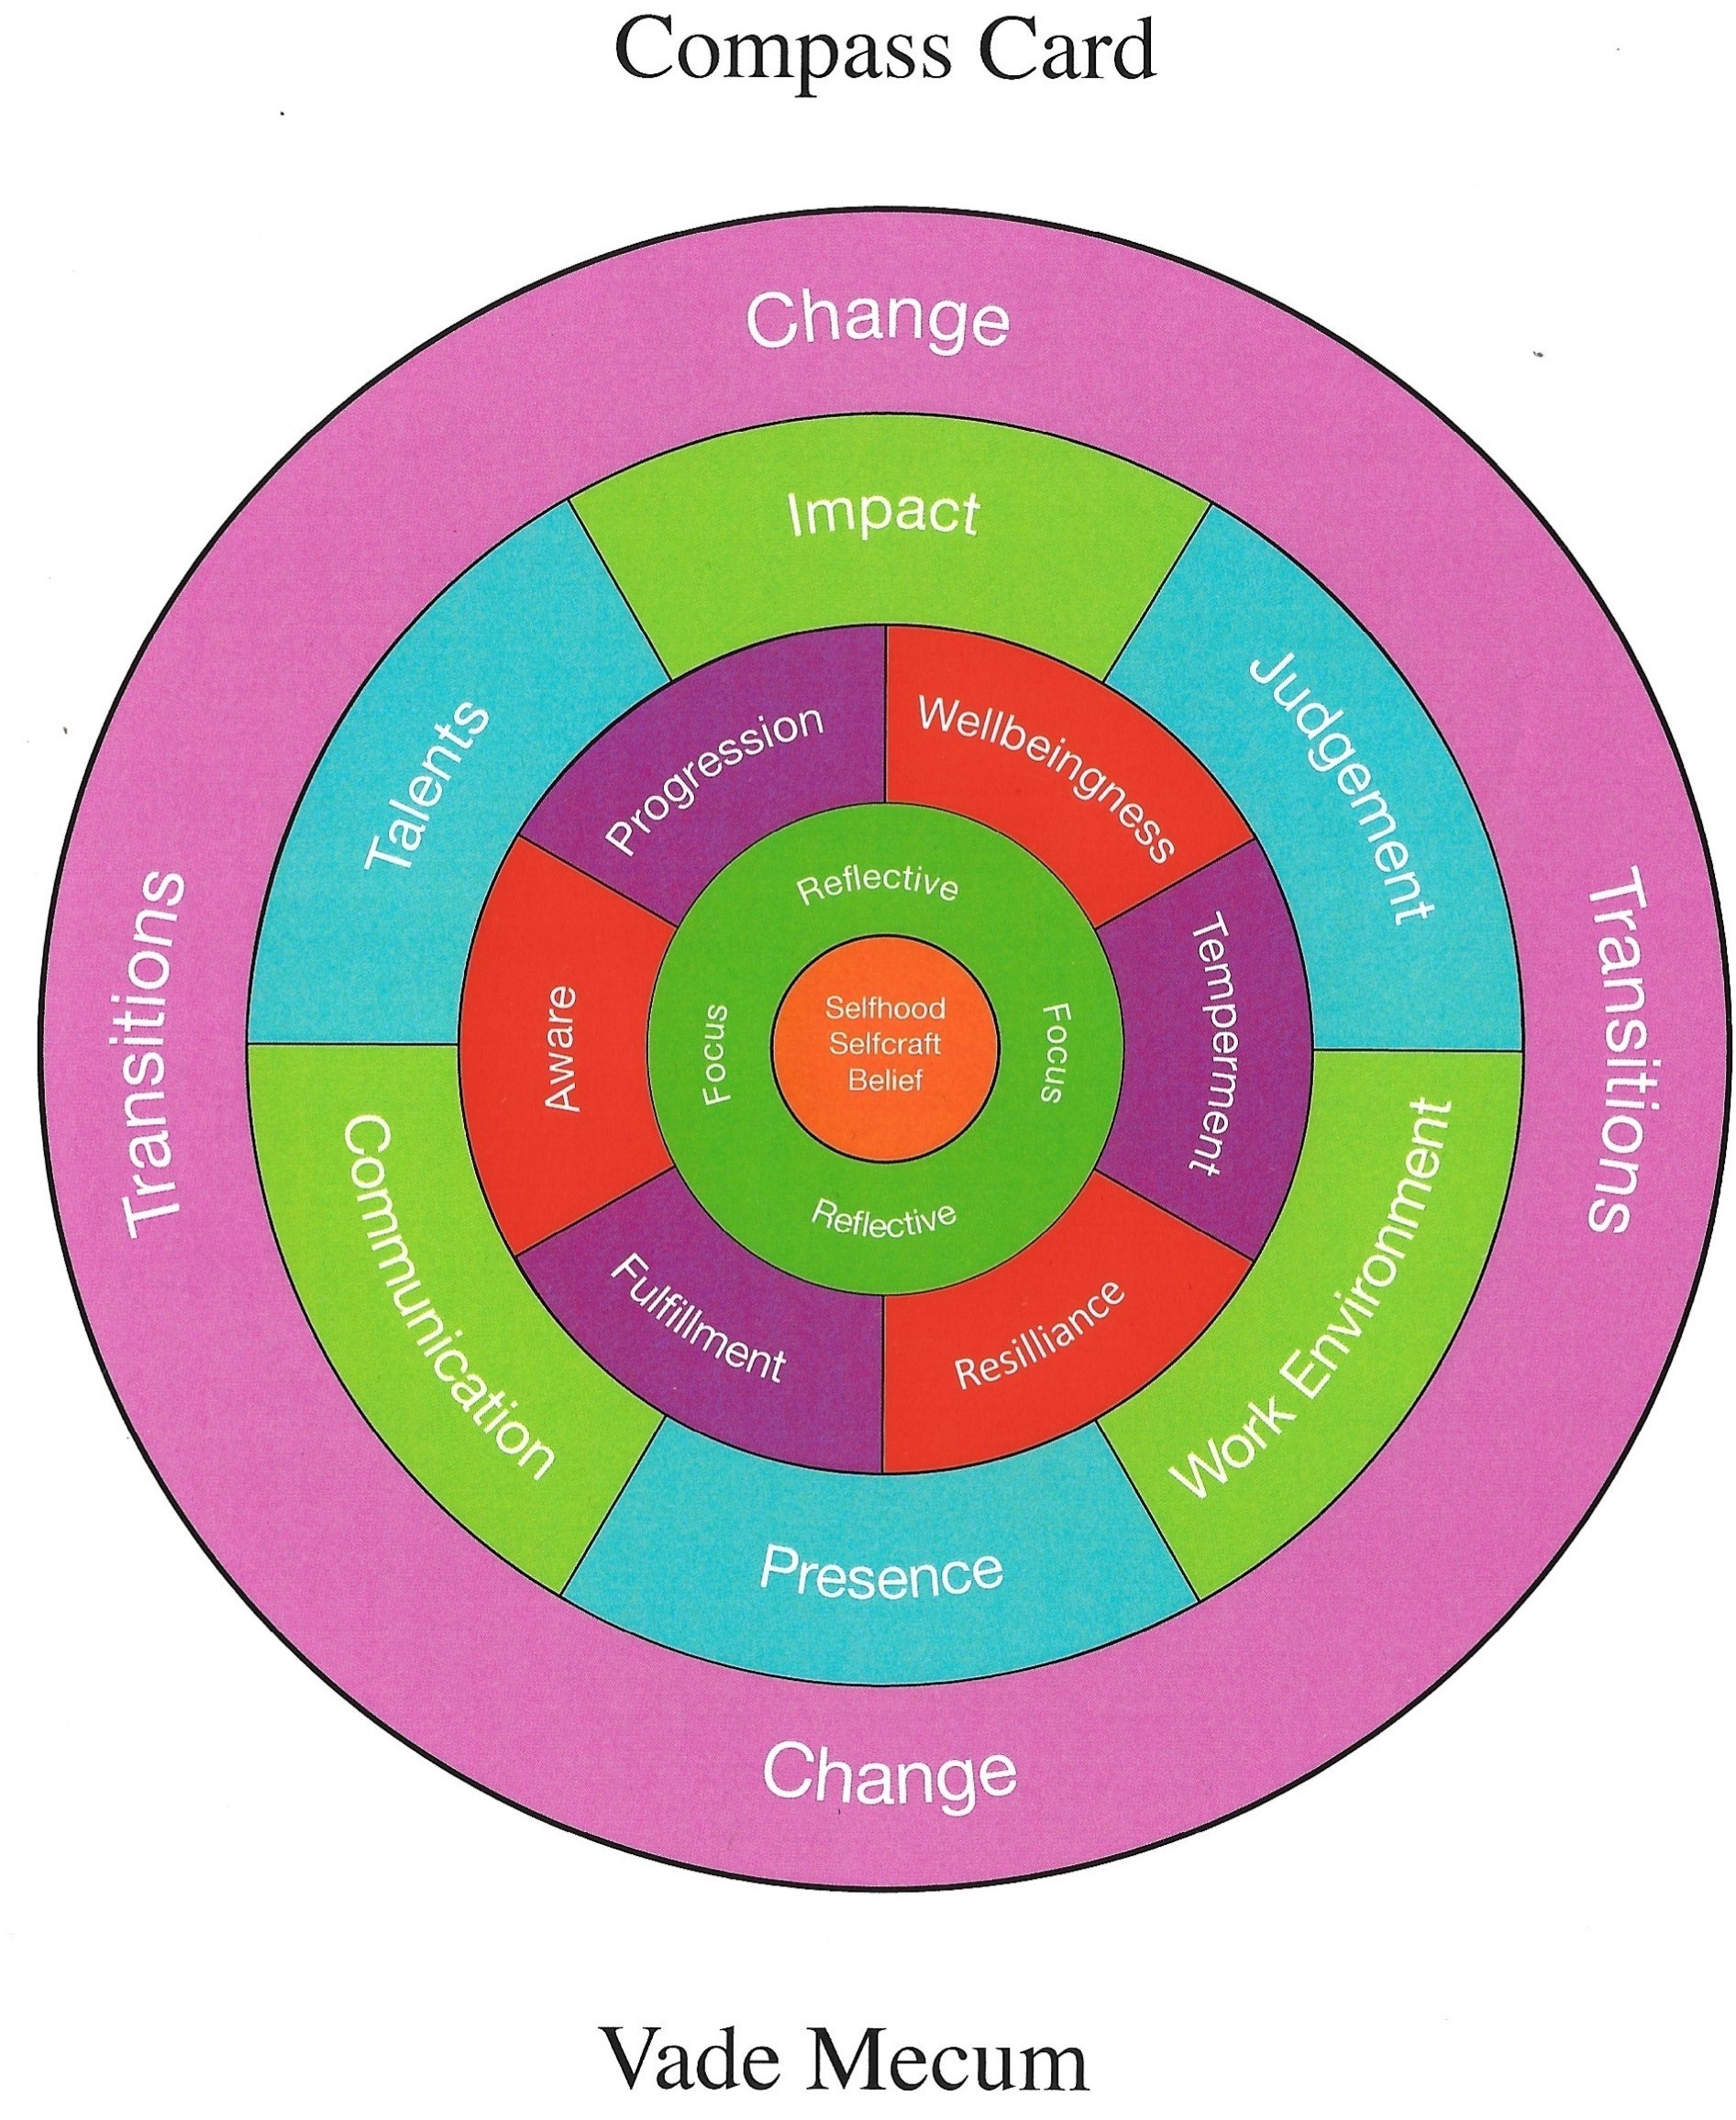 Compass Card
Change
Impact
Talents
Judgement
Progression
Wellbeingness
Reflective
Transitions
Aware
Focus
Selfhood
Selfcraft
Belief
Focus
Temperment
Transitions
Reflective
Communication
Fulfillment
Resilliance
Work Environment
Presence
Change
Vade Mecum